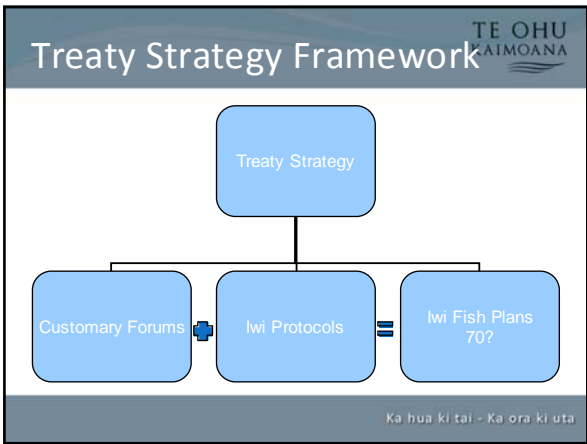 Treaty Strategy Framework
TE OHU
KAIMOANA
Treaty Strategy
Customary Forums
Iwi Protocols
Iwi Fish Plans
70?
Ka hua ki tai - Ka ora ki uta